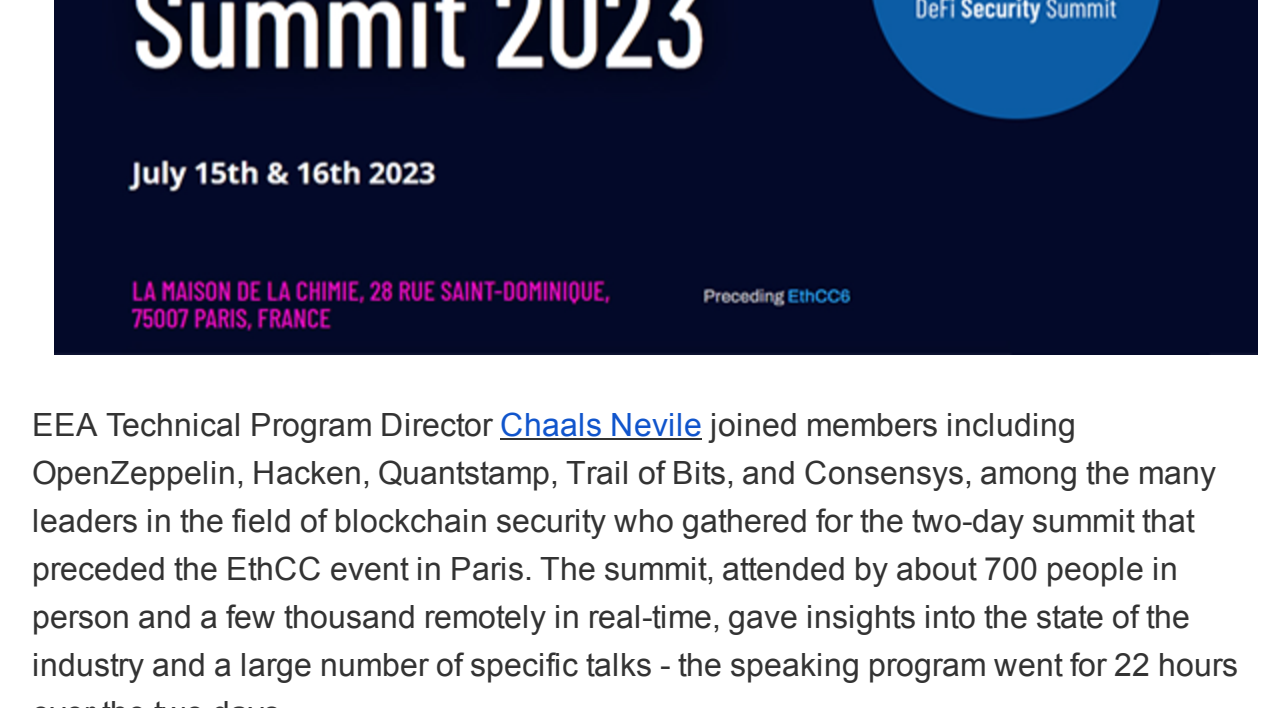 Summit 2023
DeFi Security Summit
July 15th & 16th 2023
LA MAISON DE LA CHIMIE, 28 RUE SAINT-DOMINIQUE,
75007 PARIS, FRANCE
Preceding EthCC6
EEA Technical Program Director Chaals Nevile joined members including
OpenZeppelin, Hacken, Quantstamp, Trail of Bits, and Consensys, among the many
leaders in the field of blockchain security who gathered for the two-day summit that
preceded the EthCC event in Paris. The summit, attended by about 700 people in
person and a few thousand remotely in real-time, gave insights into the state of the
industry and a large number of specific talks - the speaking program went for 22 hours
over the two days.